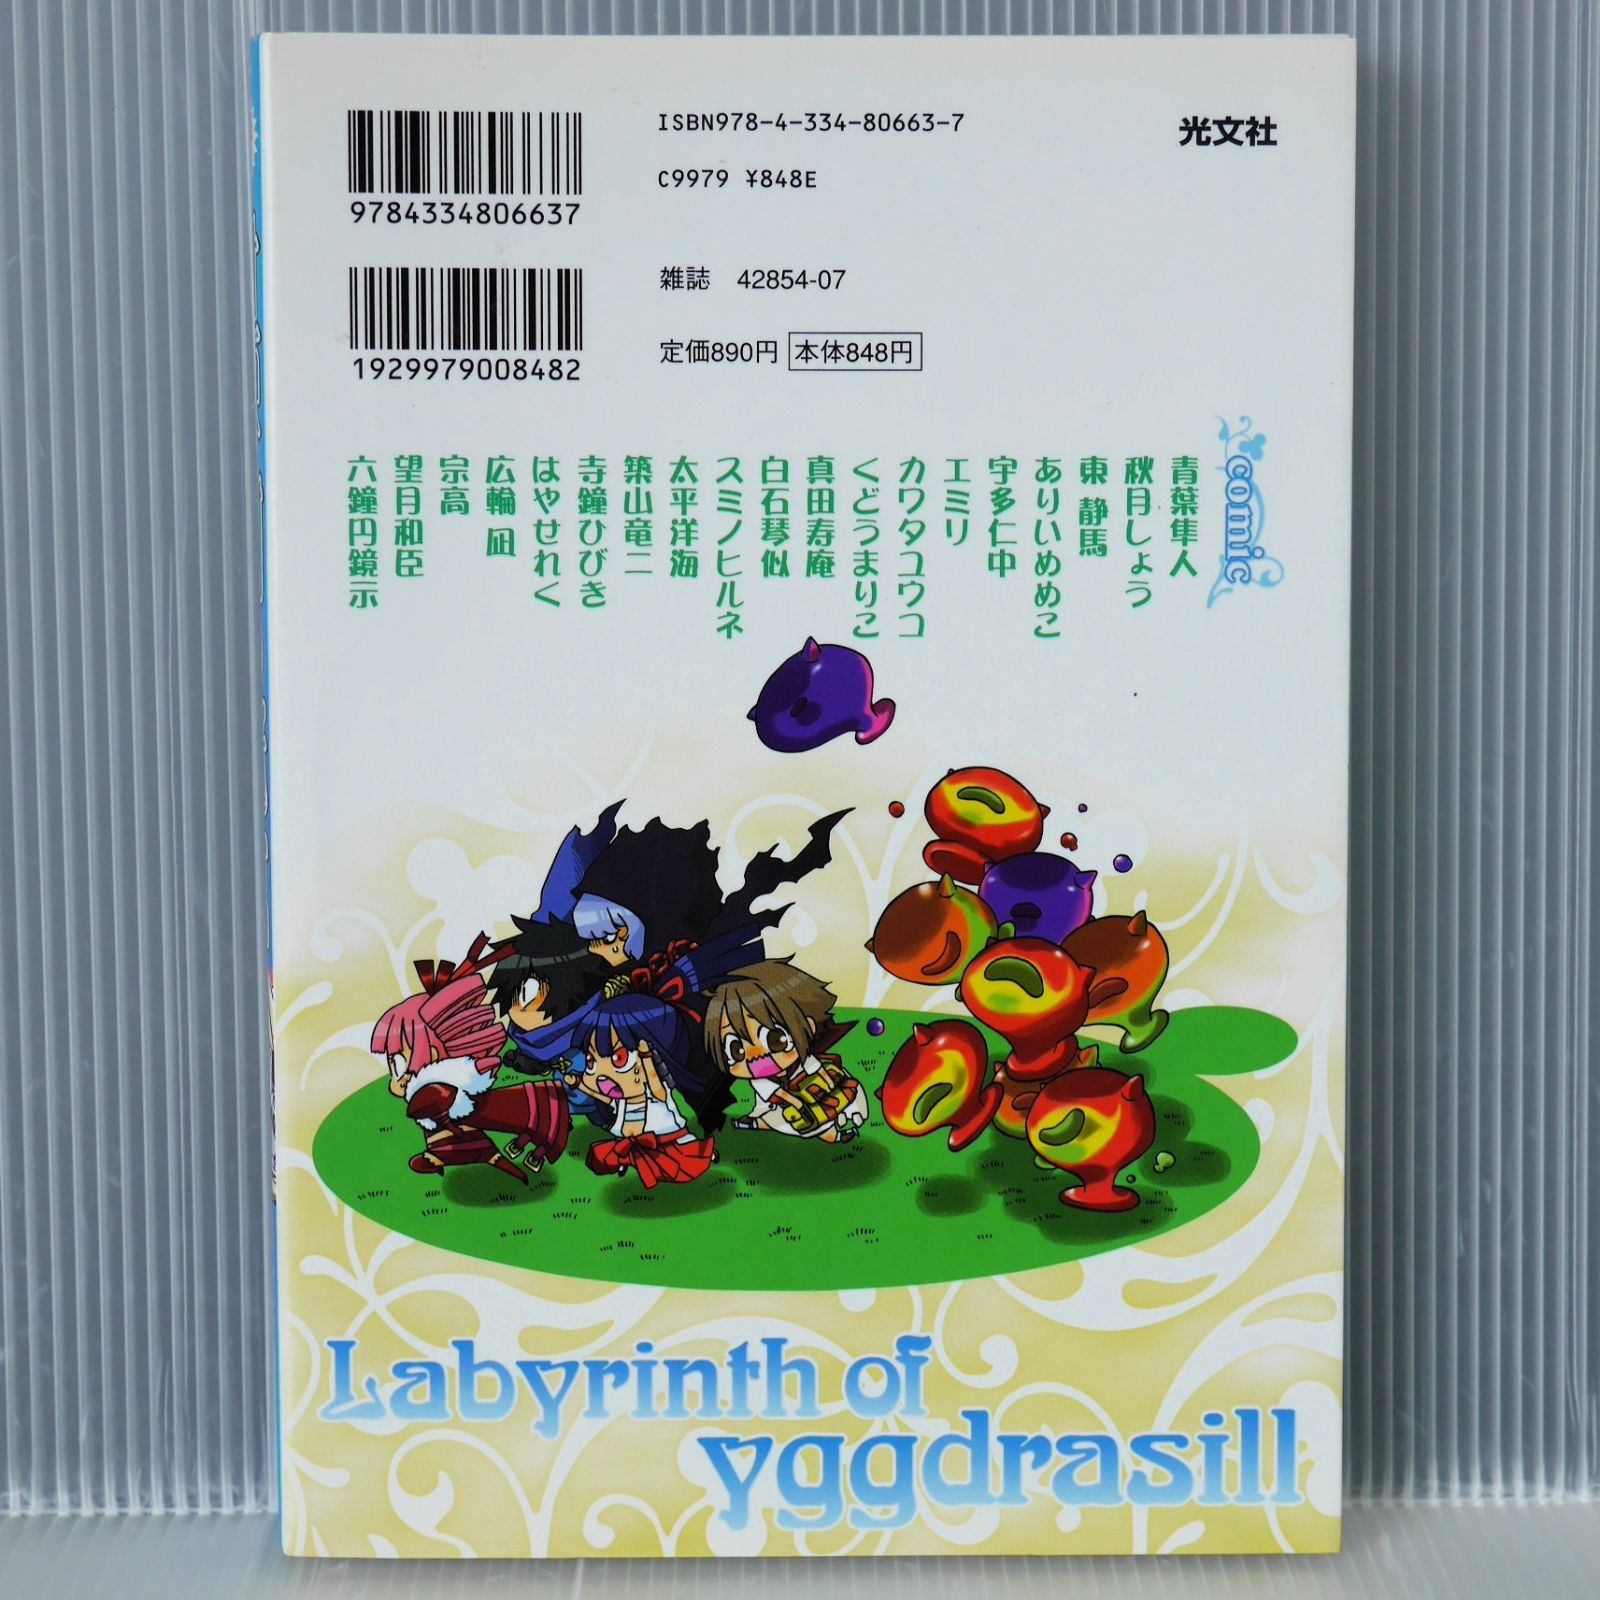 ISBN978-4-334-80663-7
C9979 ¥848E
光文社
9784334806637
雑誌 42854-07
1929979008482
定価890円 本体848円
comic
青葉隼人
秋月しょう
東 静馬
ありいめめこ
宇多仁中
エミリ
カワタユウコ
くどうまりこ
真田寿庵
白石琴似
スミノヒルネ
太平洋海
築山竜二
寺鐘ひびき
はやせれく
広輪 凪
宗高
望月和臣
六鐘円鏡示
Labyrinth of
yggdrasill